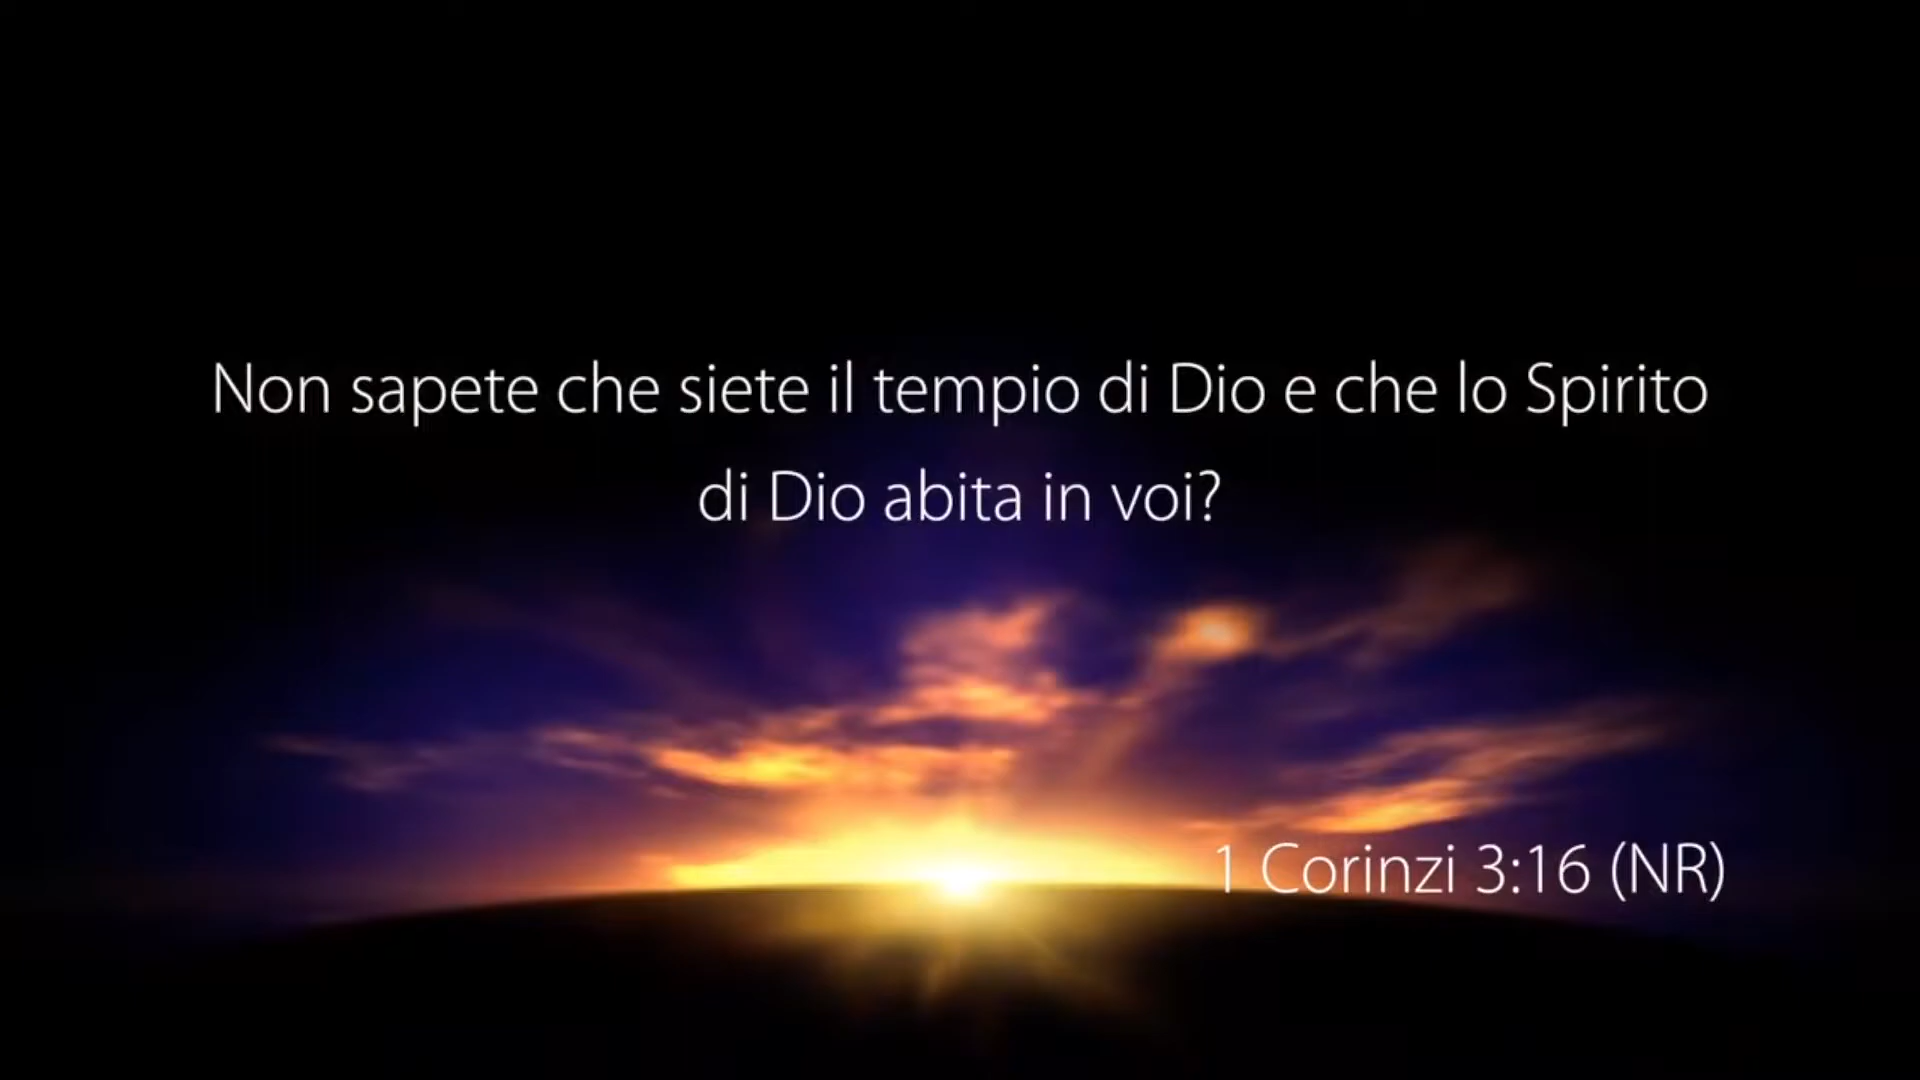 Non sapete che siete il tempio di Dio e che lo Spirito
di Dio abita in voi?
1 Corinzi 3:16 (NR)